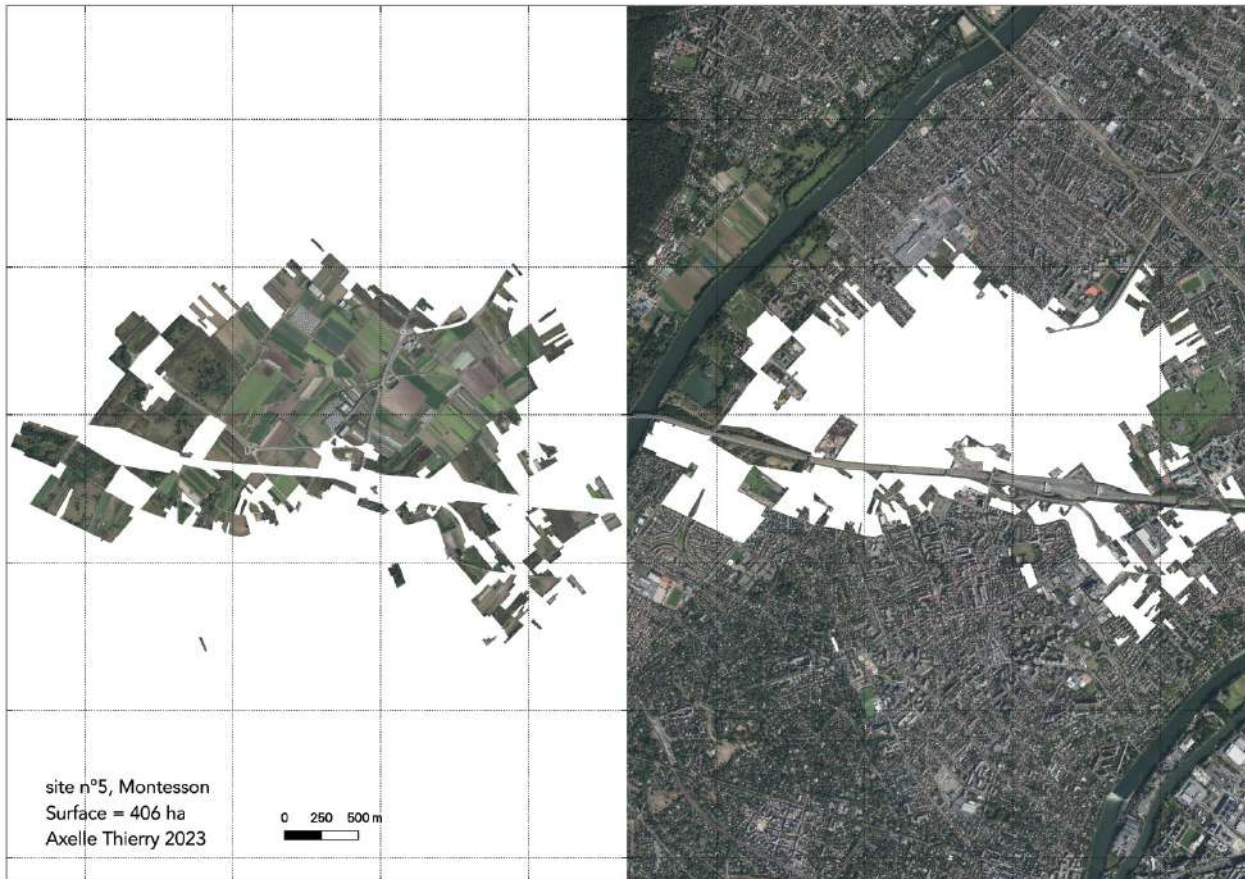 site n°5, Montesson
Surface = 406 ha
Axelle Thierry 2023
0 250 500 m